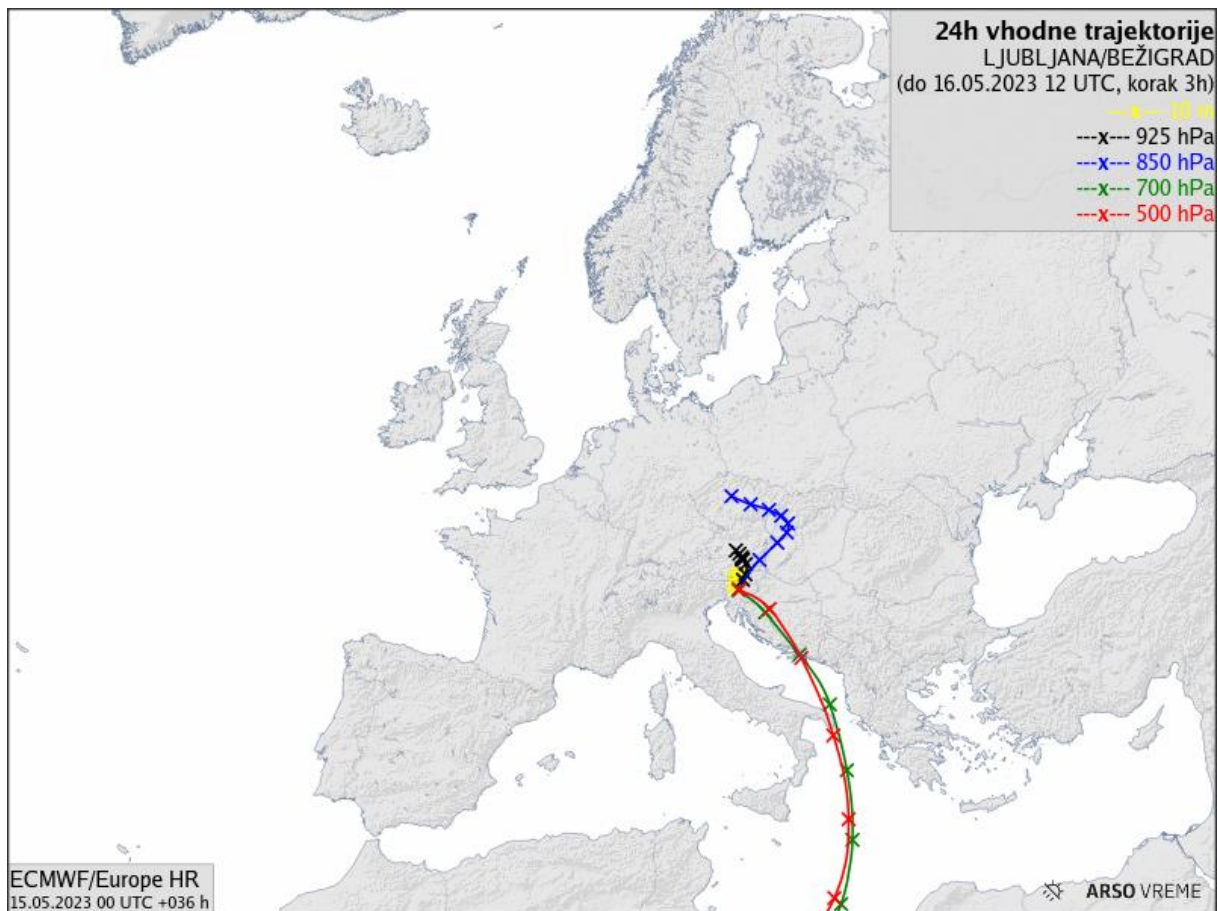 24h vhodne trajektorije
LJUBLJANA/BEŽIGRAD
(do 16.05.2023 12 UTC, korak 3h)
---x--- 10 m
---x--- 925 hPa
---x--- 850 hPa
---x--- 700 hPa
---x--- 500 hPa
ECMWF/Europe HR
15.05.2023 00 UTC +036 h
ARSO VREME